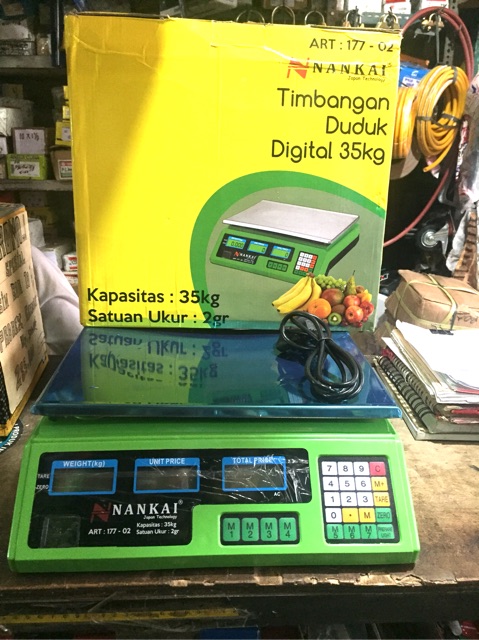 ART : 177 - 02
NANKAI
Japan Technology
Timbangan
Duduk
Digital 35kg
Kapasitas : 35kg
Satuan Ukur : 2gr
WEIGHT(kg)
UNIT PRICE
TOTAL PRICE
TARE
ZERO
AC
NANKAI
Japan Technology
ART : 177 - 02
Kapasitas : 35kg
Satuan Ukur : 2gr
M1 M2 M3 M4
7 8 9 C
4 5 6 M+
1 2 3 TARE
0 • M ZERO
M5 M6 M7